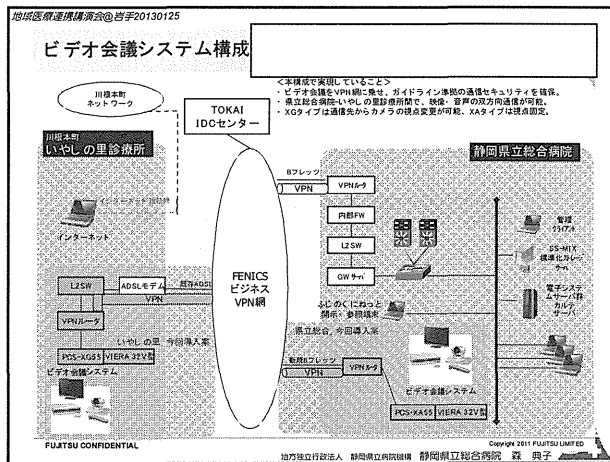 地域医療連携講演会@岩手20130125
ビデオ会議システム構成
<本構成で実現していること>
・ ビデオ会議をVPN網に乗せ、ガイドライン準拠の通信セキュリティを確保。
・ 県立総合病院-いやしの里診療所間で、映像・音声の双方向通信が可能。
・ XGタイプは通信先からカメラの視点変更が可能、XAタイプは視点固定。
川根本町
ネットワーク
TOKAI
IDCセンター
川根本町
いやしの里診療所
静岡県立総合病院
Bフレッツ
VPN
VPNルータ
内部FW
L2SW
GWサーバ
インターネット
管理
クライアント
SS-MIX
標準化ストレージ
サーバ
電子システ
ムサーバ群
カルテ
サーバ
FENICS
ビジネス
VPN網
L2SW
ADSLモデム
既存ADSL
VPN
VPNルータ
ふじのくにねっと
開示・参照端末
いやしの里、今回導入案
県立総合、今回導入案
PCS-XG55
VIERA 32V型
ビデオ会議システム
新規Bフレッツ
VPN
VPNルータ
ビデオ会議システム
PCS-XA55
VIERA 32V型
FUJITSU CONFIDENTIAL
Copyright 2011 FUJITSU LIMITED
地方独立行政法人 静岡県立病院機構 静岡県立総合病院 森 典子